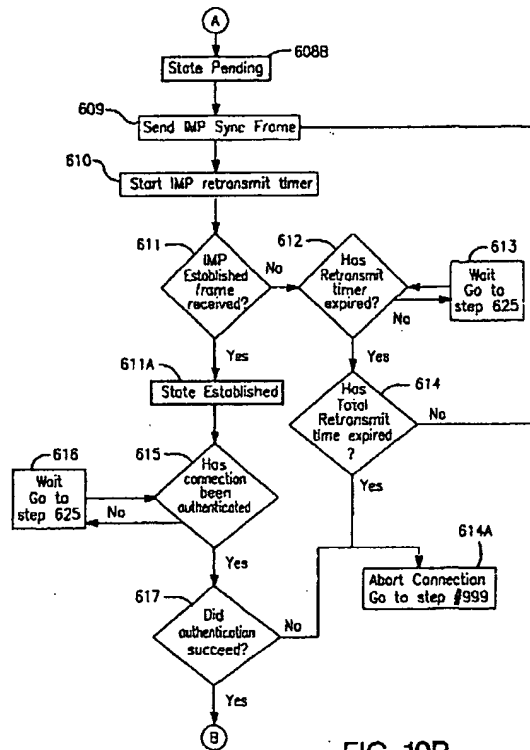 A
State Pending
608B
609
Send IMP Sync Frame
610
Start IMP retransmit timer
611
IMP
Established
frame
received?
No
612
Has
Retransmit
timer
expired?
613
Wait
Go to
step 625
No
Yes
Yes
611A
State Established
Has
Total
Retransmit
time expired
?
614
No
616
Wait
Go to
step 625
615
Has
connection
been
authenticated
No
Yes
Yes
614A
Abort Connection
Go to step #999
617
Did
authentication
succeed?
No
Yes
B